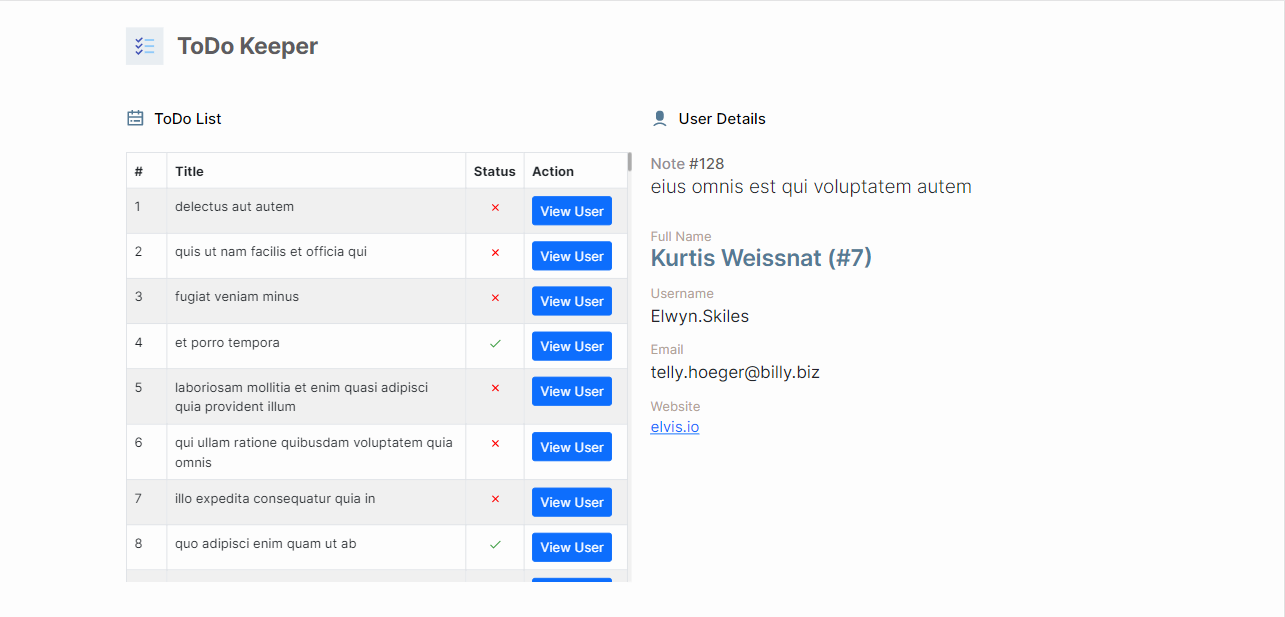 ToDo Keeper
ToDo List
# Title Status Action
1 delectus aut autem View User
2 quis ut nam facilis et officia qui View User
3 fugiat veniam minus View User
4 et porro tempora View User
5 laboriosam mollitia et enim quasi adipisci View User
quia provident illum
6 qui ullam ratione quibusdam voluptatem quia View User
omnis
7 illo expedita consequatur quia in View User
8 quo adipisci enim quam ut ab View User
User Details
Note #128
eius omnis est qui voluptatem autem
Full Name
Kurtis Weissnat (#7)
Username
Elwyn.Skiles
Email
telly.hoeger@billy.biz
Website
elvis.io